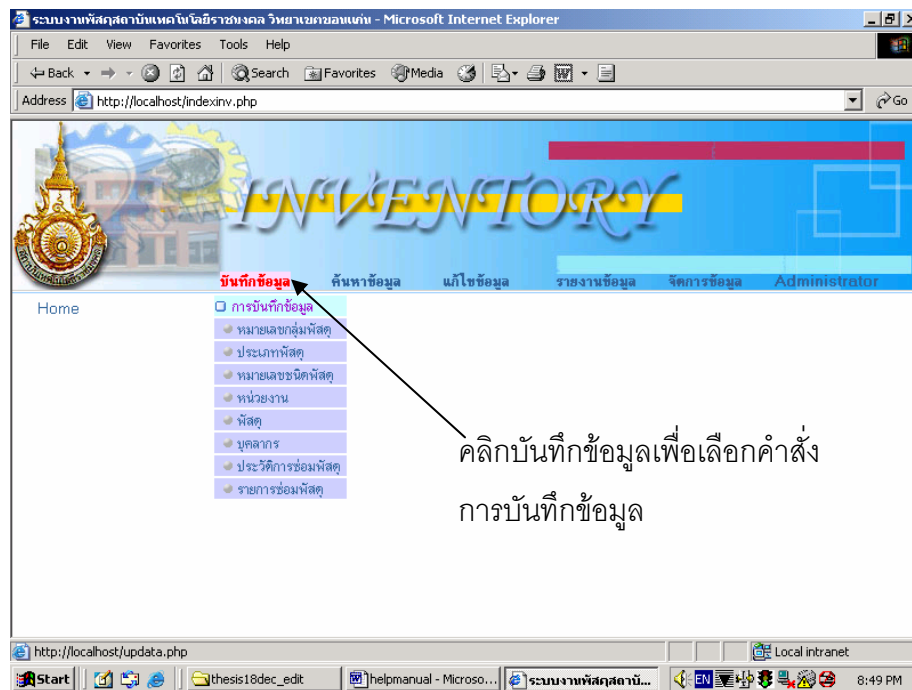 ระบบงานพัสดุสถาบันเทคโนโลยีราชมงคล วิทยาเขตขอนแก่น - Microsoft Internet Explorer
File Edit View Favorites Tools Help
Back Search Favorites Media
Address http://localhost/indexinv.php Go
INVENTORY
บันทึกข้อมูล ค้นหาข้อมูล แก้ไขข้อมูล รายงานข้อมูล จัดการข้อมูล Administrator
Home
การบันทึกข้อมูล
หมายเลขกลุ่มพัสดุ
ประเภทพัสดุ
หมายเลขชนิดพัสดุ
หน่วยงาน
พัสดุ
บุคลากร
ประวัติการซ่อมพัสดุ
รายการซ่อมพัสดุ
คลิกบันทึกข้อมูลเพื่อเลือกคำสั่ง
การบันทึกข้อมูล
http://localhost/updata.php Local intranet
Start thesis18dec_edit helpmanual - Microso... ระบบงานพัสดุสถาบั... EN 8:49 PM